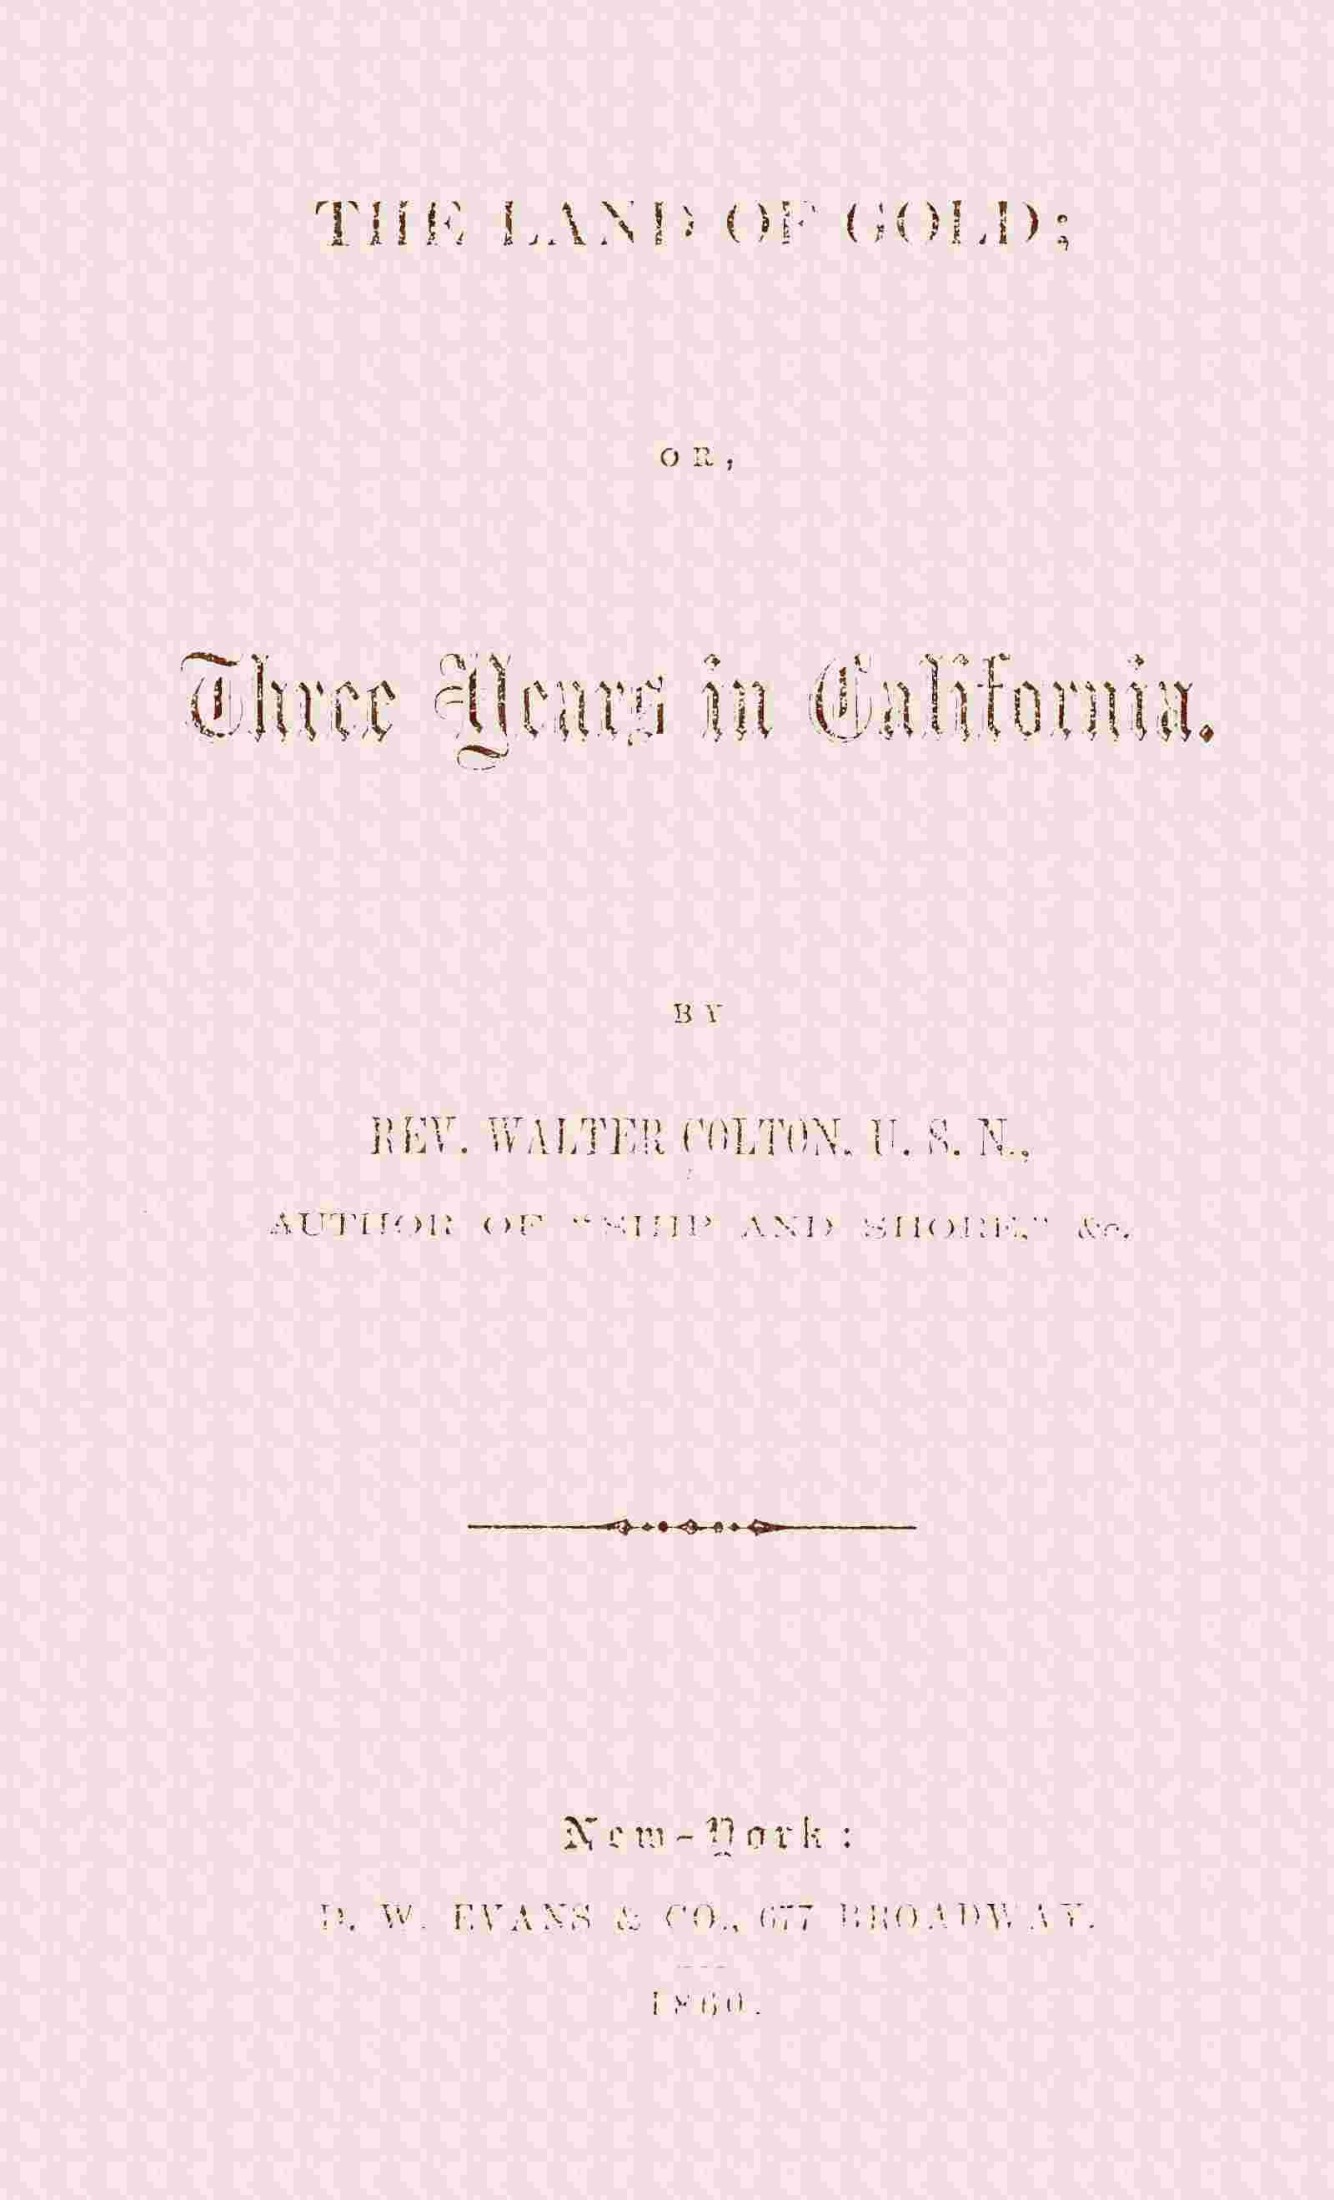 THE LAND OF GOLD;
OR,
Three Years in California.
BY
REV. WALTER COLTON, U. S. N.,
AUTHOR OF “SHIP AND SHORE,” &c.
New-York:
D. W. EVANS & CO., 677 BROADWAY.
1860.